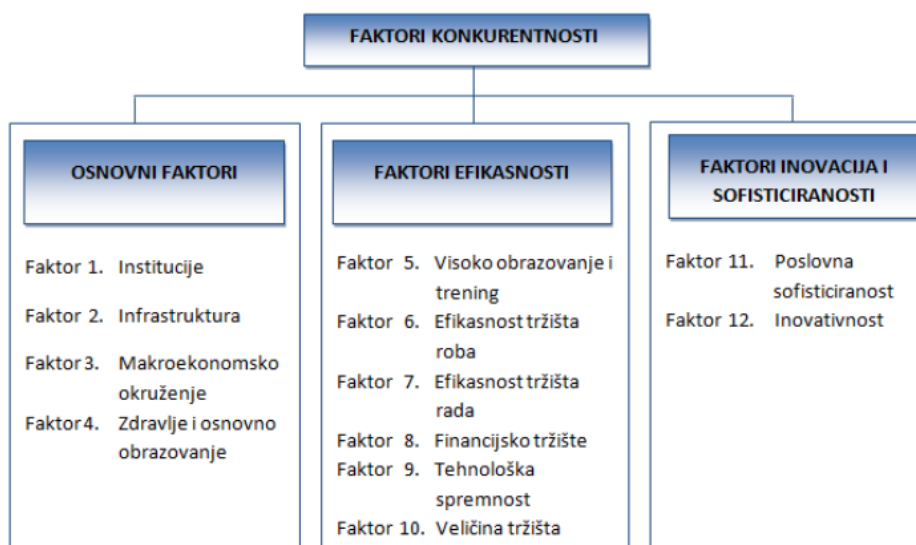 FAKTORI KONKURENTNOSTI
OSNOVNI FAKTORI
Faktor 1. Institucije
Faktor 2. Infrastruktura
Faktor 3. Makroekonomsko
okruženje
Faktor 4. Zdravlje i osnovno
obrazovanje
FAKTORI EFIKASNOSTI
Faktor 5. Visoko obrazovanje i
trening
Faktor 6. Efikasnost tržišta
roba
Faktor 7. Efikasnost tržišta
rada
Faktor 8. Financijsko tržište
Faktor 9. Tehnološka
spremnost
Faktor 10. Veličina tržišta
FAKTORI INOVACIJA I
SOFISTICIRANOSTI
Faktor 11. Poslovna
sofisticiranost
Faktor 12. Inovativnost